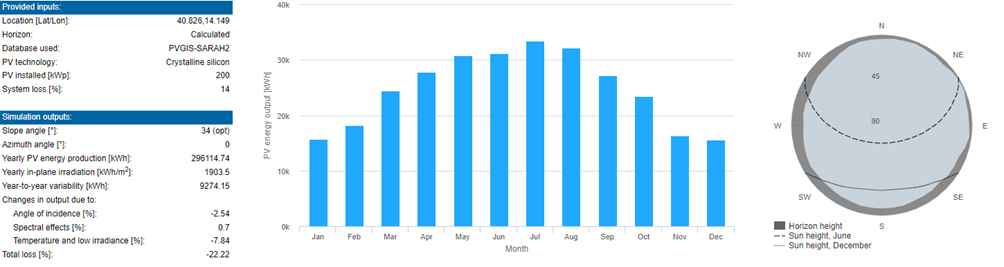 Provided inputs:
Location [Lat/Lon]: 40.826,14.149
Horizon: Calculated
Database used: PVGIS-SARAH2
PV technology: Crystalline silicon
PV installed [kWp]: 200
System loss [%]: 14
Simulation outputs:
Slope angle [°]: 34 (opt)
Azimuth angle [°]: 0
Yearly PV energy production [kWh]: 296114.74
Yearly in-plane irradiation [kWh/m²]: 1903.5
Year-to-year variability [kWh]: 9274.15
Changes in output due to:
Angle of incidence [%]: -2.54
Spectral effects [%]: 0.7
Temperature and low irradiance [%]: -7.84
Total loss [%]: -22.22
PV energy output [kWh]
40k
30k
20k
10k
0k
Jan Feb Mar Apr May Jun Jul Aug Sep Oct Nov Dec
Month
N
NW NE
45
W 90 E
SW SE
S
Horizon height
Sun height, June
Sun height, December